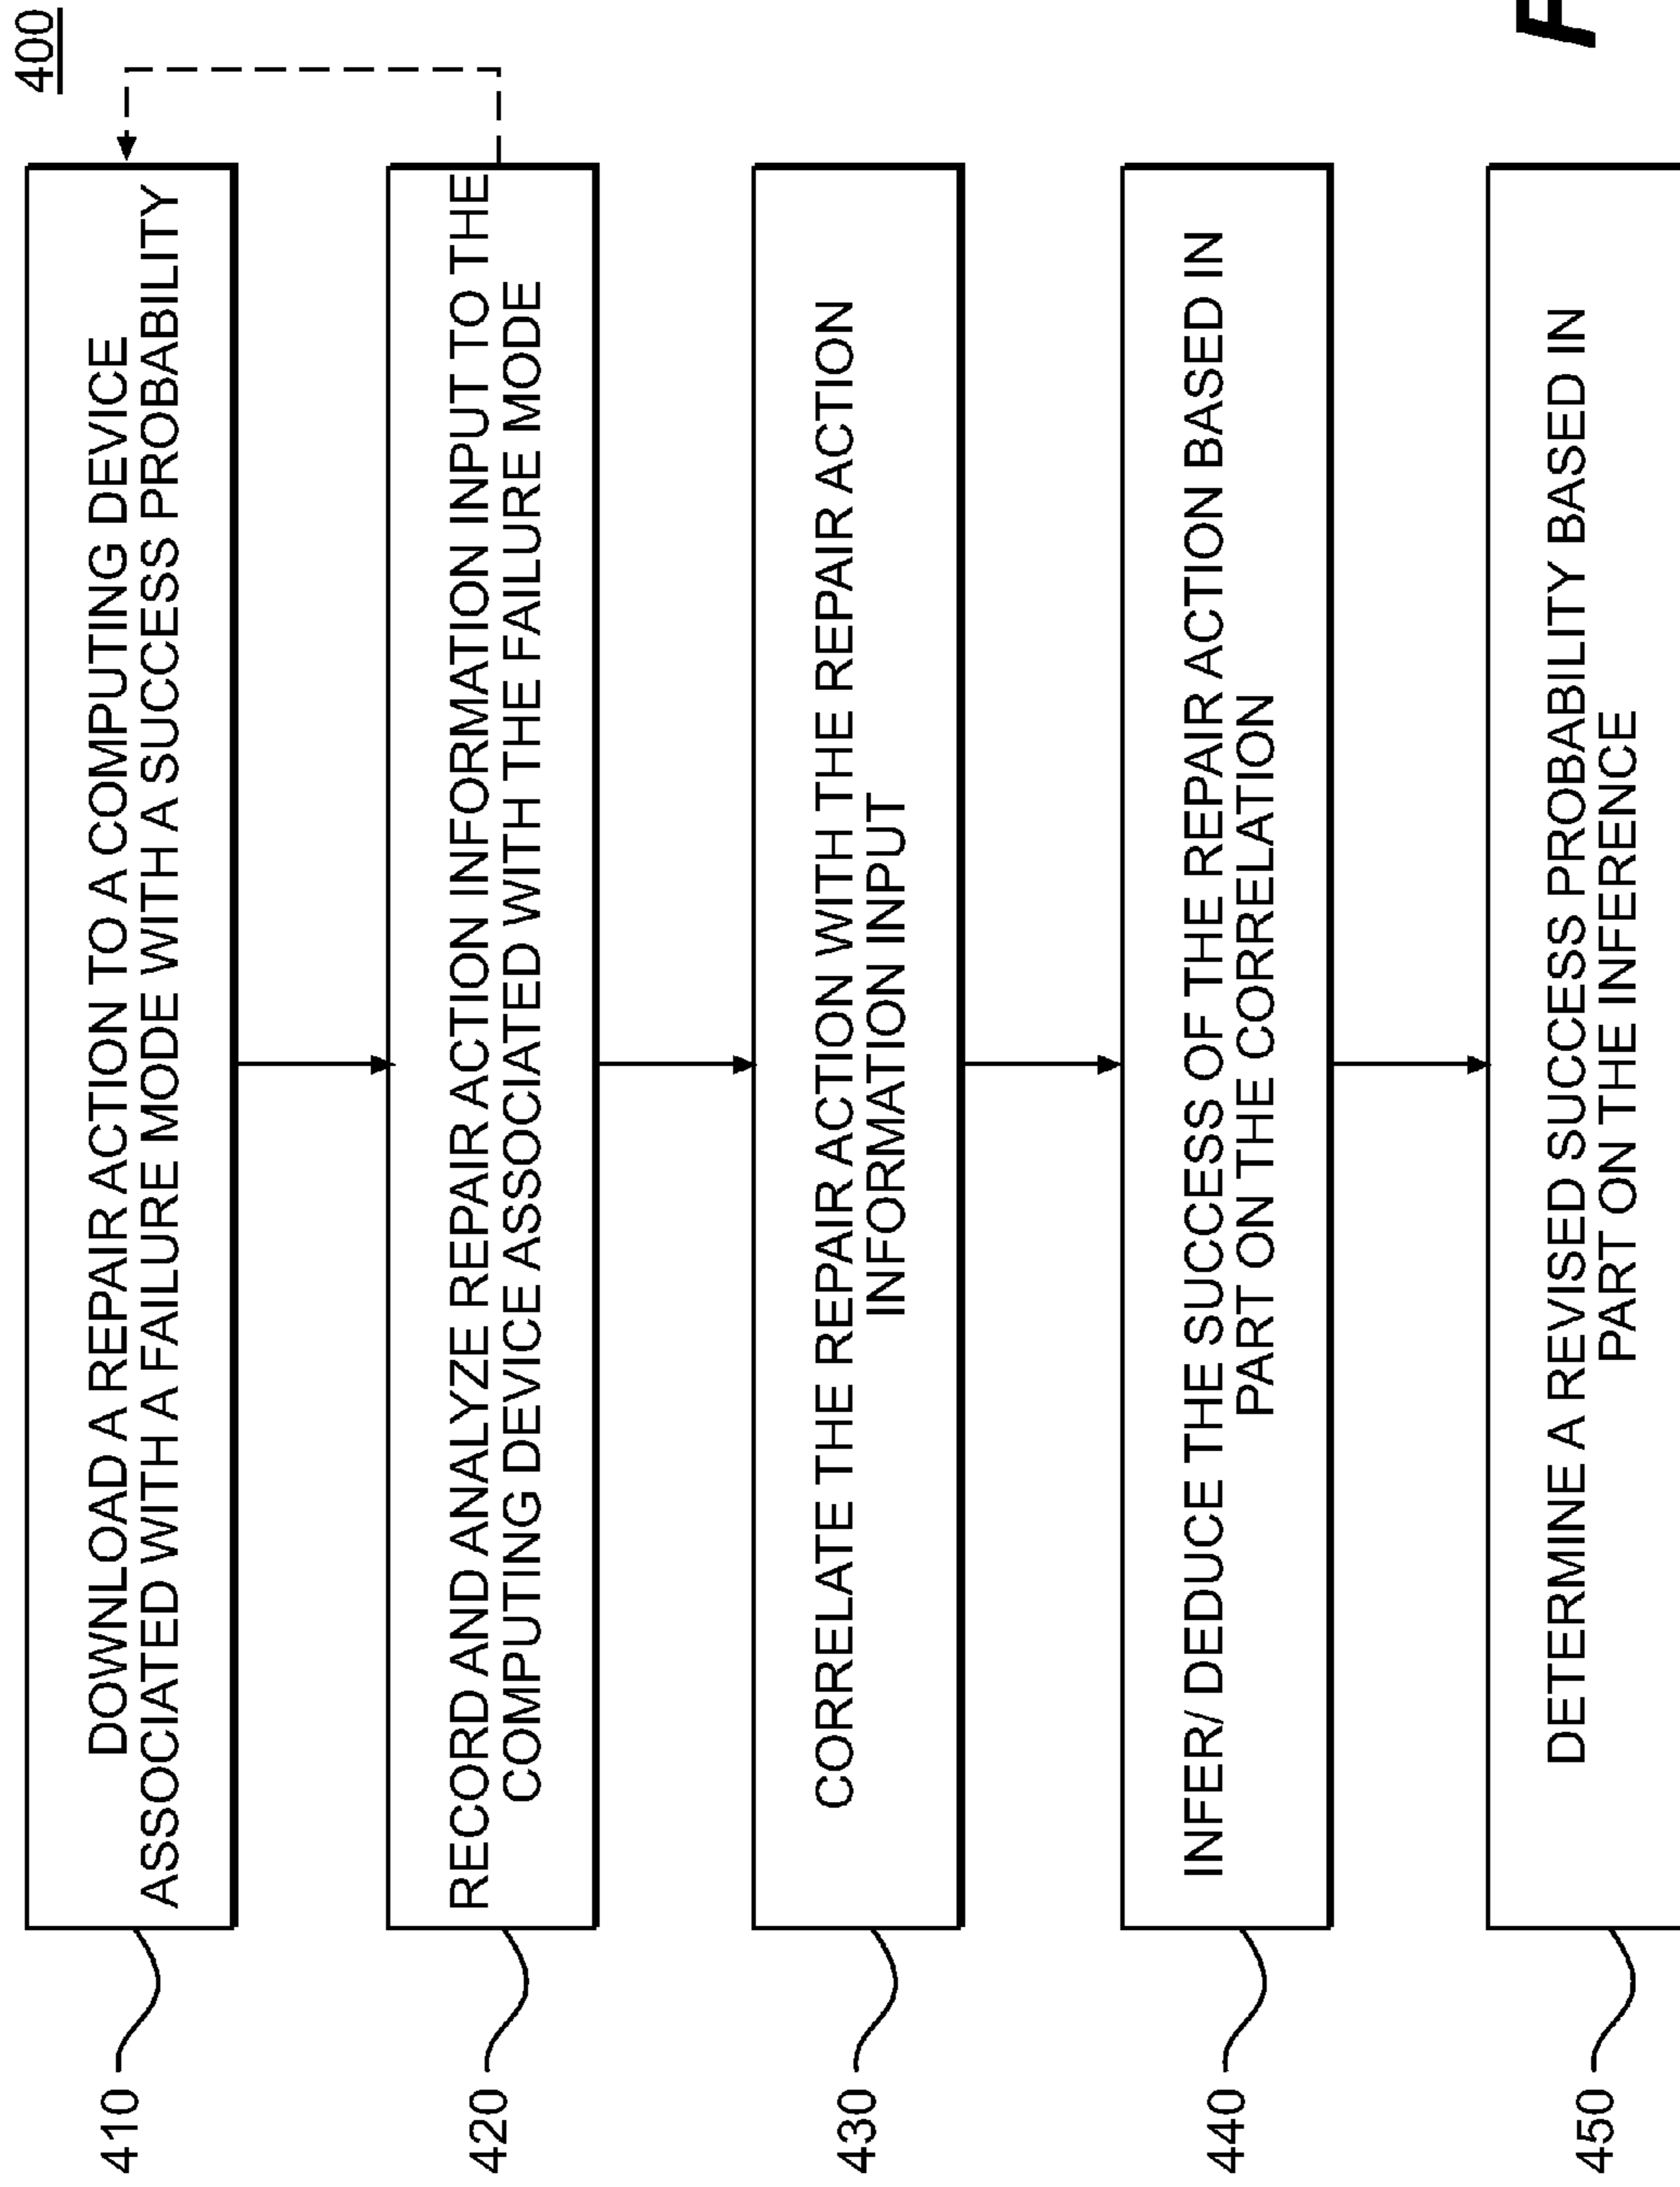 400
410
DOWNLOAD A REPAIR ACTION TO A COMPUTING DEVICE
ASSOCIATED WITH A FAILURE MODE WITH A SUCCESS PROBABILITY
420
RECORD AND ANALYZE REPAIR ACTION INFORMATION INPUT TO THE
COMPUTING DEVICE ASSOCIATED WITH THE FAILURE MODE
430
CORRELATE THE REPAIR ACTION WITH THE REPAIR ACTION
INFORMATION INPUT
440
INFER/ DEDUCE THE SUCCESS OF THE REPAIR ACTION BASED IN
PART ON THE CORRELATION
450
DETERMINE A REVISED SUCCESS PROBABILITY BASED IN
PART ON THE INFERENCE